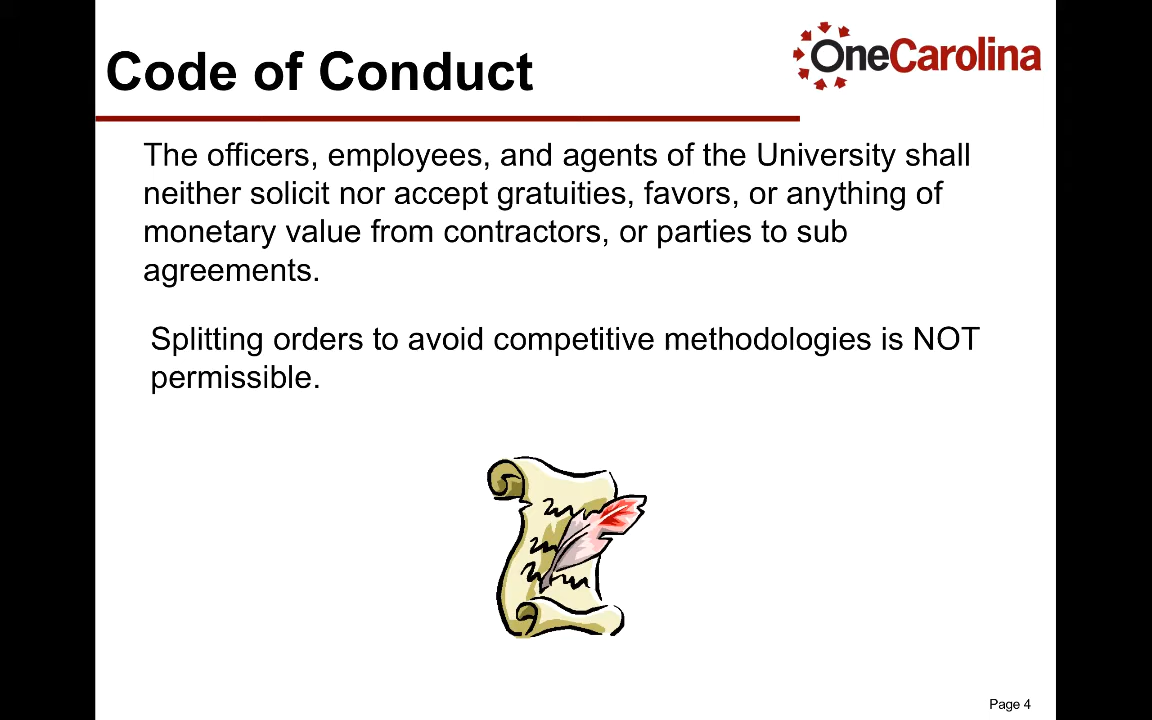 Code of Conduct
OneCarolina
The officers, employees, and agents of the University shall
neither solicit nor accept gratuities, favors, or anything of
monetary value from contractors, or parties to sub
agreements.
Splitting orders to avoid competitive methodologies is NOT
permissible.
Page 4